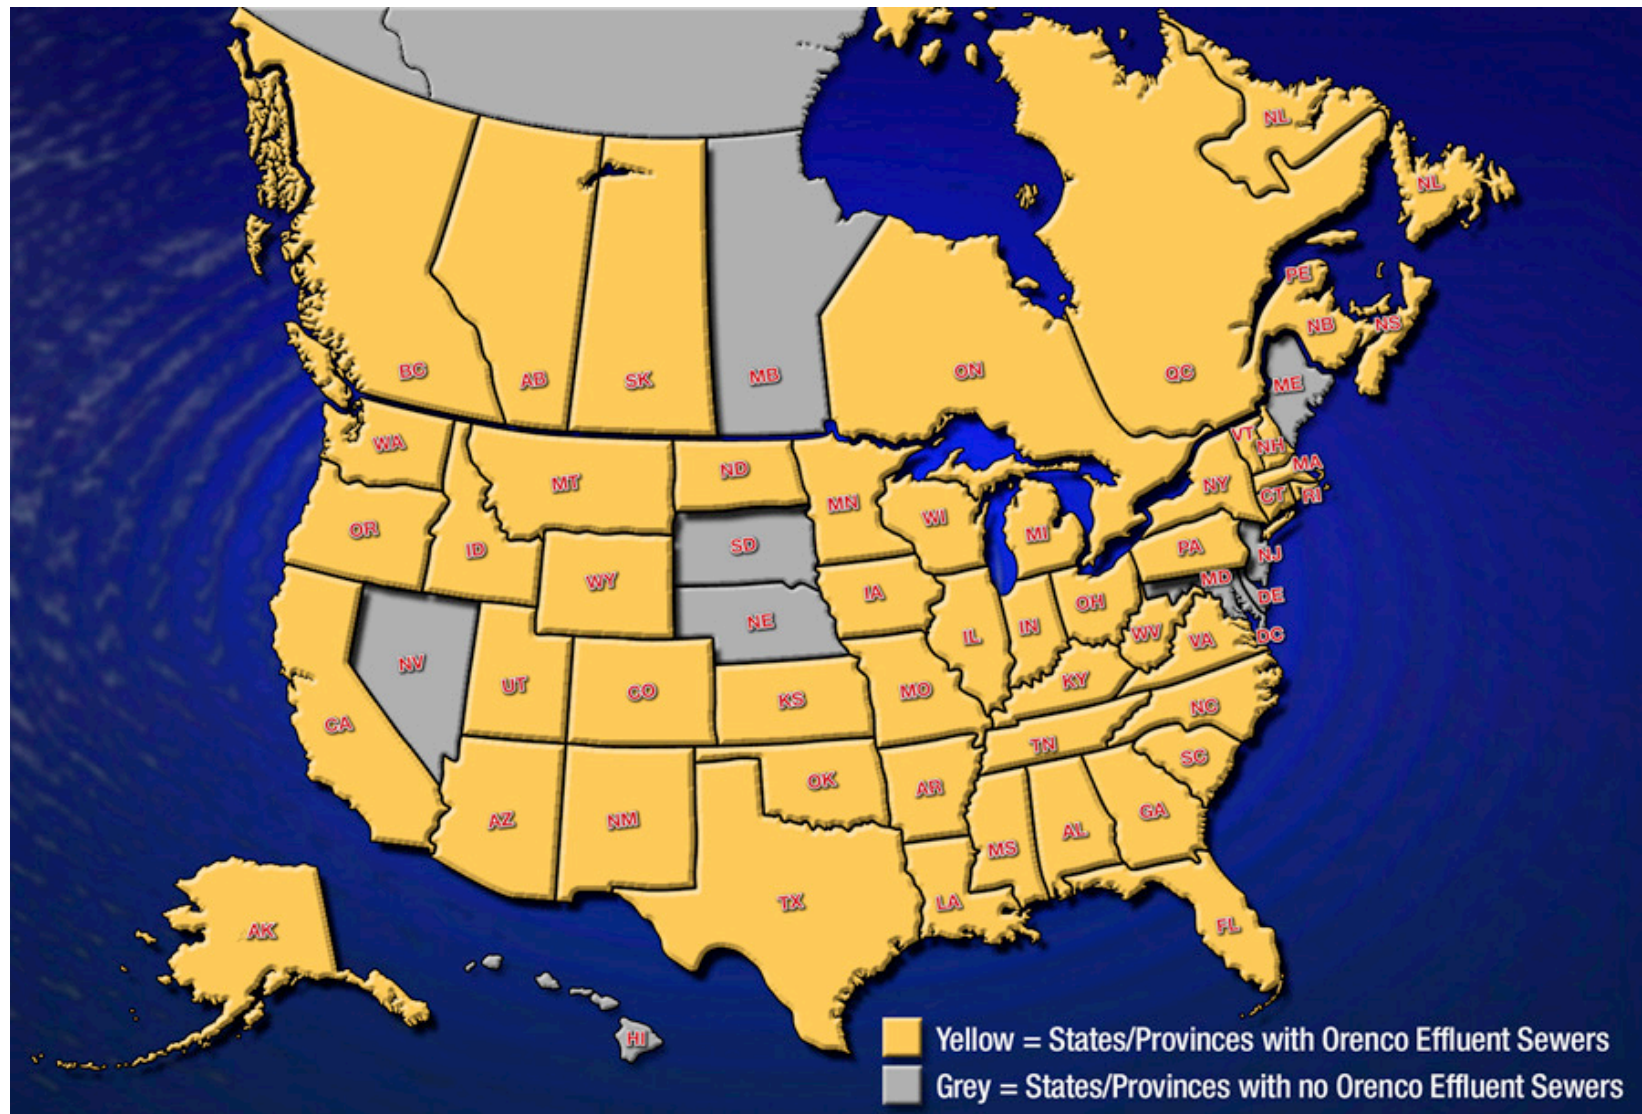 NL
NL
PE
NB
NS
BC
AB
SK
MB
ON
QC
ME
WA
VT
NH
MA
MT
ND
NY
CT
RI
OR
ID
MN
WI
MI
SD
PA
NJ
WY
IA
OH
MD
DE
NE
IL
IN
WV
VA
DC
NV
UT
CO
KS
MO
KY
NC
CA
TN
SC
AZ
NM
OK
AR
GA
MS
AL
TX
LA
FL
AK
HI
Yellow = States/Provinces with Orenco Effluent Sewers
Grey = States/Provinces with no Orenco Effluent Sewers